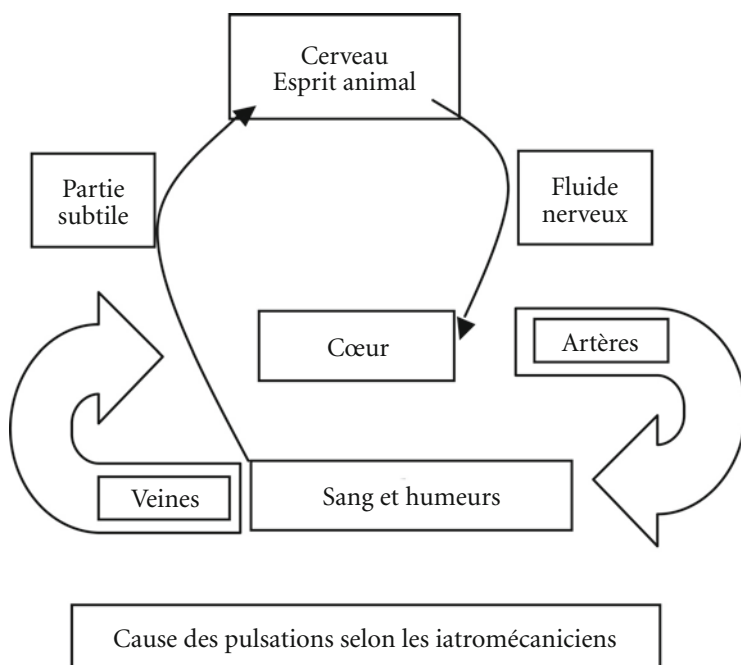 Cerveau
Esprit animal
Partie
subtile
Fluide
nerveux
Cœur
Artères
Veines
Sang et humeurs
Cause des pulsations selon les iatromécaniciens